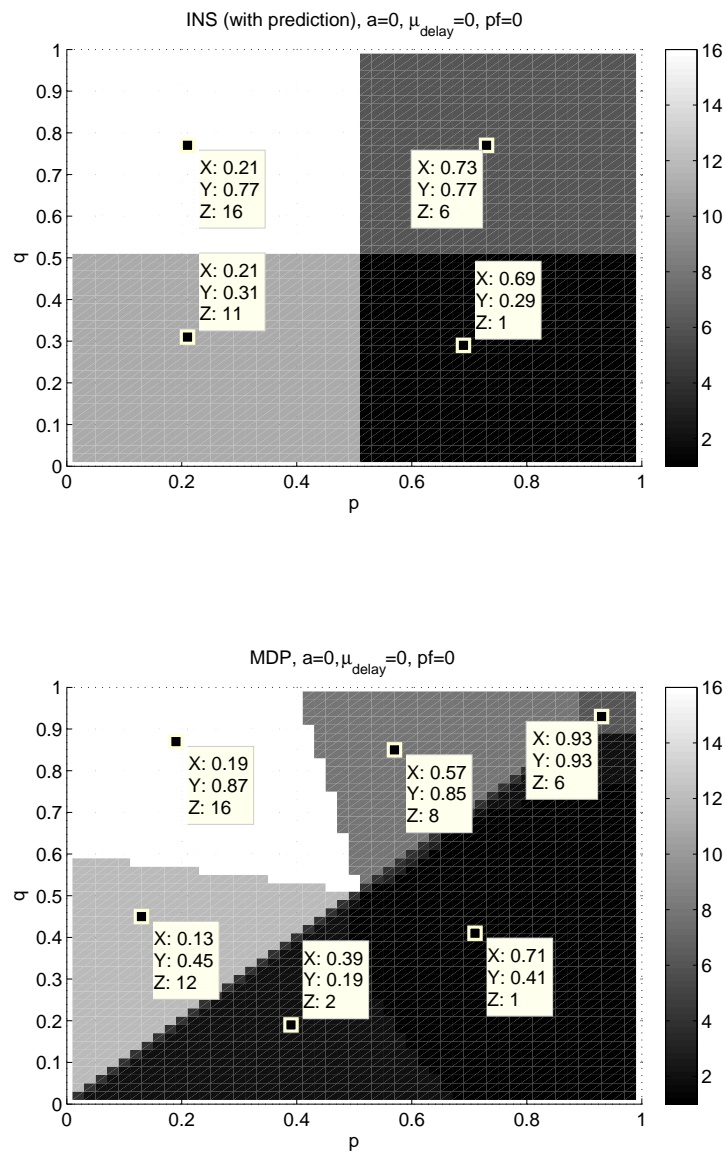 INS (with prediction), a=0, μdelay=0, pf=0
1
0.9
0.8
0.7
0.6
0.5
0.4
0.3
0.2
0.1
0
q
X: 0.21
Y: 0.77
Z: 16
X: 0.73
Y: 0.77
Z: 6
X: 0.21
Y: 0.31
Z: 11
X: 0.69
Y: 0.29
Z: 1
0 0.2 0.4 0.6 0.8 1
p
16
14
12
10
8
6
4
2
MDP, a=0,μdelay=0, pf=0
1
0.9
0.8
0.7
0.6
0.5
0.4
0.3
0.2
0.1
0
q
X: 0.19
Y: 0.87
Z: 16
X: 0.57
Y: 0.85
Z: 8
X: 0.93
Y: 0.93
Z: 6
X: 0.13
Y: 0.45
Z: 12
X: 0.39
Y: 0.19
Z: 2
X: 0.71
Y: 0.41
Z: 1
0 0.2 0.4 0.6 0.8 1
p
16
14
12
10
8
6
4
2